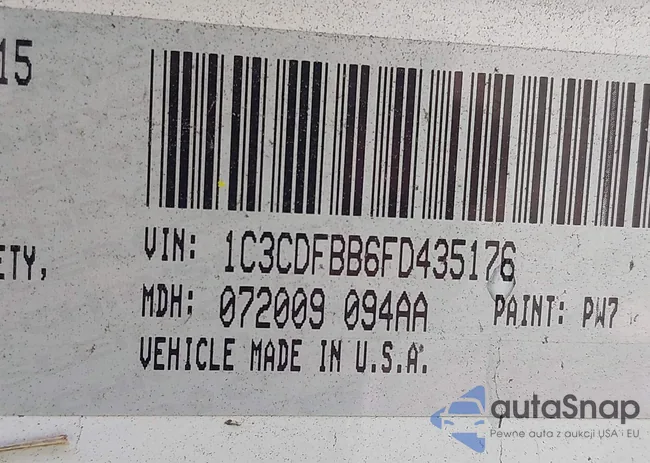 15
ETY,
VIN: 1C3CDFBB6FD435176
MDH: 072009 094AA PAINT: PW7
VEHICLE MADE IN U.S.A.
autaSnap
Pewne auta z aukcji USA i EU